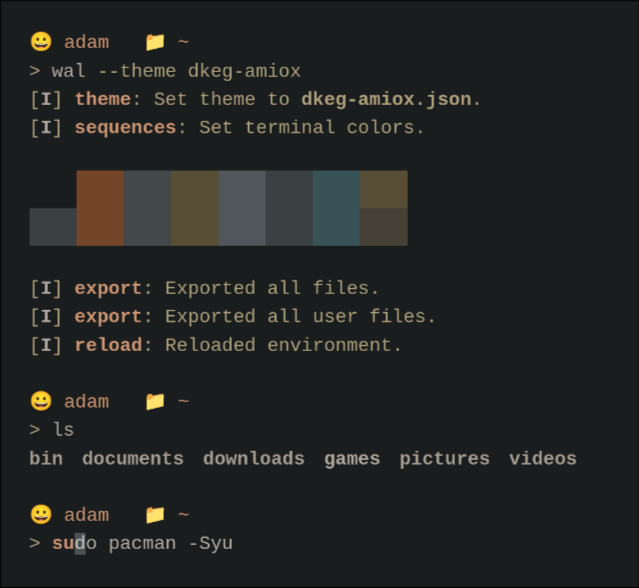 😀 adam 📁 ~
> wal --theme dkeg-amiox
[I] theme: Set theme to dkeg-amiox.json.
[I] sequences: Set terminal colors.
[I] export: Exported all files.
[I] export: Exported all user files.
[I] reload: Reloaded environment.
😀 adam 📁 ~
> ls
bin documents downloads games pictures videos
😀 adam 📁 ~
> sudo pacman -Syu